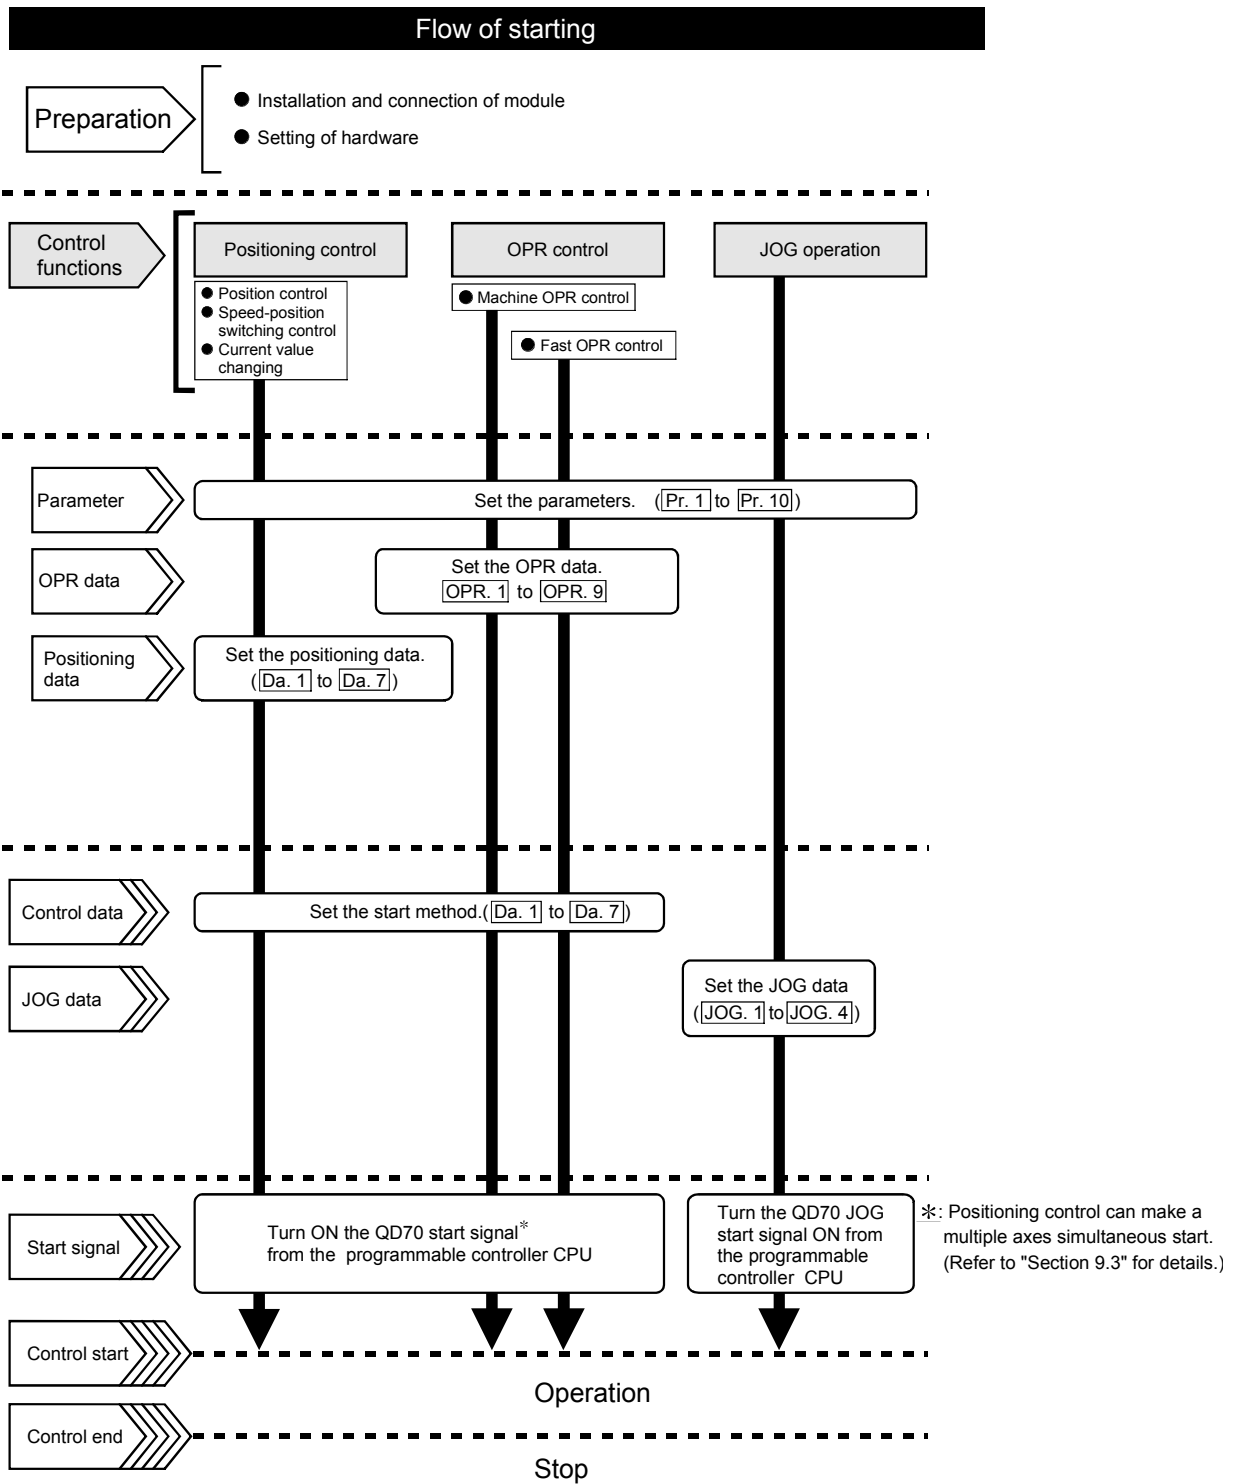 Flow of starting
Preparation
● Installation and connection of module
● Setting of hardware
Control
functions
Positioning control
OPR control
JOG operation
● Position control
● Speed-position
switching control
● Current value
changing
● Machine OPR control
● Fast OPR control
Parameter
Set the parameters. (Pr. 1 to Pr. 10)
OPR data
Set the OPR data.
OPR. 1 to OPR. 9
Positioning
data
Set the positioning data.
(Da. 1 to Da. 7)
Control data
Set the start method.(Da. 1 to Da. 7)
JOG data
Set the JOG data
(JOG. 1 to JOG. 4)
Start signal
Turn ON the QD70 start signal*
from the programmable controller CPU
Turn the QD70 JOG
start signal ON from
the programmable
controller CPU
*: Positioning control can make a
multiple axes simultaneous start.
(Refer to "Section 9.3" for details.)
Control start
Operation
Control end
Stop